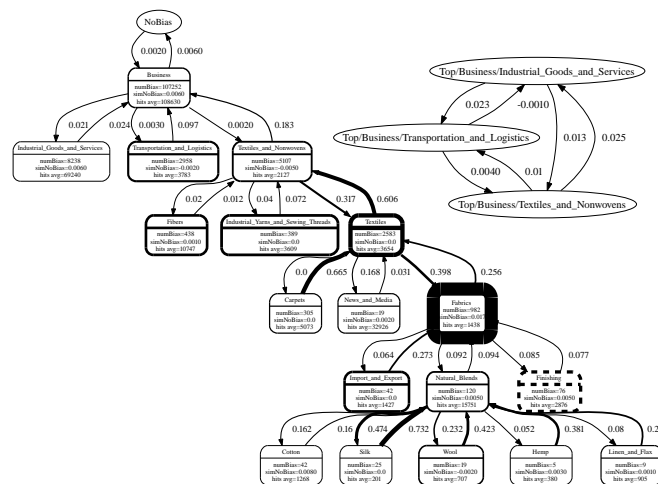 NoBias
0.0020 0.0060
Business
numBias=107252
simNoBias=0.0060
hits avg=108630
Top/Business/Industrial_Goods_and_Services
0.023 -0.0010
0.013 0.025
Top/Business/Transportation_and_Logistics
0.0040 0.01
Top/Business/Textiles_and_Nonwovens
0.021 0.024 0.0030 0.097 0.0020 0.183
Industrial_Goods_and_Services
numBias=8238
simNoBias=0.0060
hits avg=69240
Transportation_and_Logistics
numBias=2958
simNoBias=-0.0020
hits avg=3783
Textiles_and_Nonwovens
numBias=5107
simNoBias=-0.0050
hits avg=2127
0.02 0.012 0.04 0.072 0.317 0.606
Fibers
numBias=438
simNoBias=0.0010
hits avg=10747
Industrial_Yarns_and_Sewing_Threads
numBias=389
simNoBias=0.0
hits avg=3609
Textiles
numBias=2583
simNoBias=0.0
hits avg=3654
0.0 0.665 0.168 0.031 0.398 0.256
Carpets
numBias=305
simNoBias=0.0
hits avg=5073
News_and_Media
numBias=19
simNoBias=0.0020
hits avg=32926
Fabrics
numBias=982
simNoBias=0.017
hits avg=1438
0.064 0.273 0.092 0.094 0.085 0.077
Import_and_Export
numBias=42
simNoBias=0.0
hits avg=1427
Natural_Blends
numBias=120
simNoBias=0.0050
hits avg=15751
Finishing
numBias=76
simNoBias=0.0050
hits avg=2876
0.162 0.16 0.474 0.732 0.232 0.423 0.052 0.381 0.08
Cotton
numBias=42
simNoBias=0.0080
hits avg=1268
Silk
numBias=25
simNoBias=0.0
hits avg=201
Wool
numBias=19
simNoBias=-0.0020
hits avg=707
Hemp
numBias=5
simNoBias=0.0030
hits avg=380
Linen_and_Flax
numBias=9
simNoBias=0.0010
hits avg=905